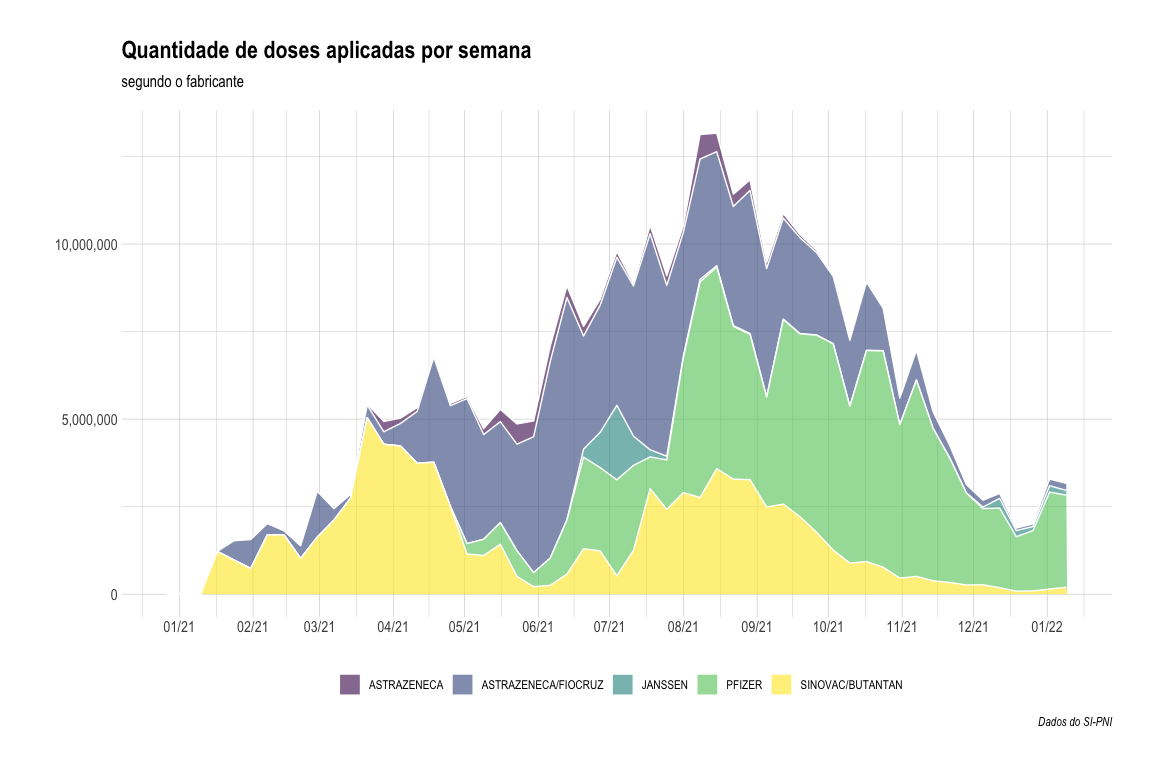 Quantidade de doses aplicadas por semana
segundo o fabricante
10,000,000
5,000,000
0
01/21 02/21 03/21 04/21 05/21 06/21 07/21 08/21 09/21 10/21 11/21 12/21 01/22
ASTRAZENECA ASTRAZENECA/FIOCRUZ JANSSEN PFIZER SINOVAC/BUTANTAN
Dados do SI-PNI